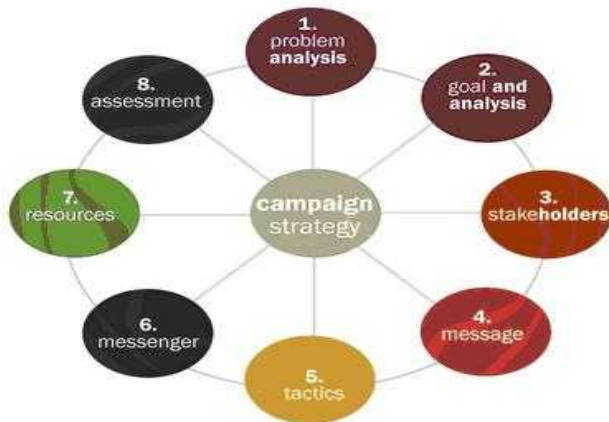 1.
problem
analysis
2.
goal and
analysis
3.
stakeholders
4.
message
5.
tactics
6.
messenger
7.
resources
8.
assessment
campaign
strategy